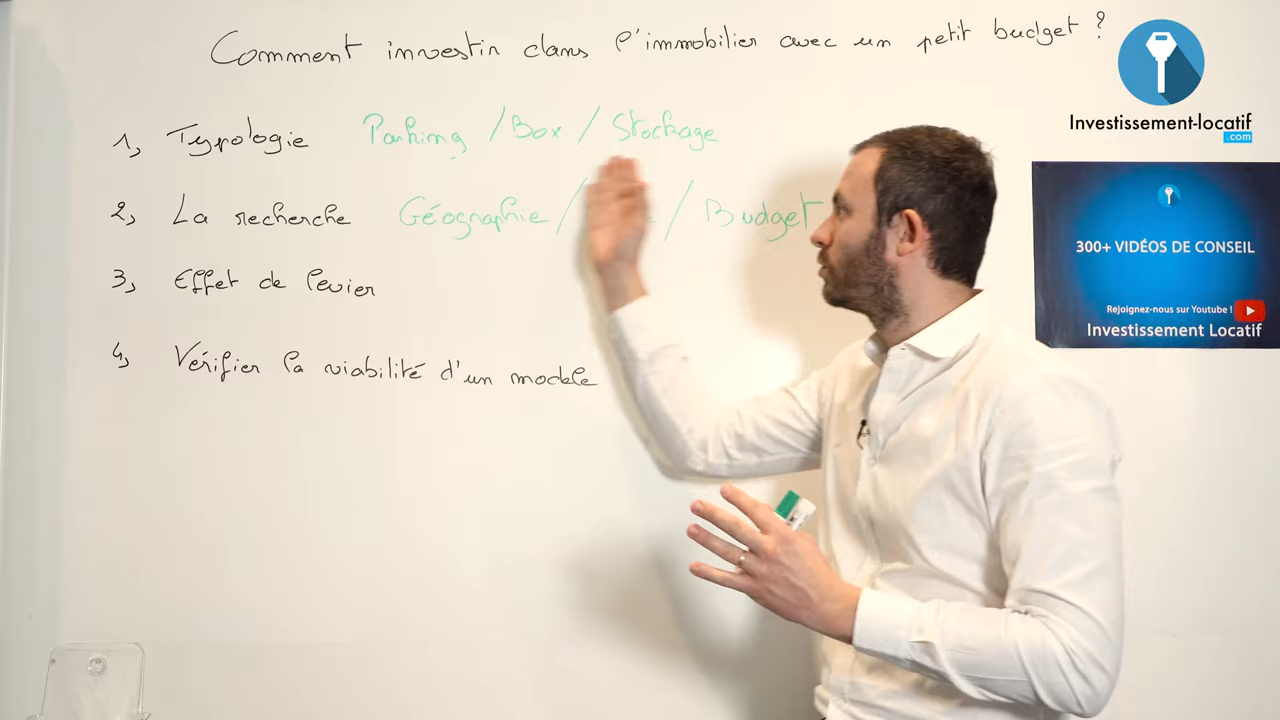 Comment investir dans l'immobilier avec un petit budget ?
1, Typologie Parking / Box / Stockage
2, La recherche Géographie / / Budget
3, Effet de levier
4, Vérifier la viabilité d'un modèle
Investissement-locatif
.com
300+ VIDÉOS DE CONSEIL
Rejoignez-nous sur Youtube !
Investissement Locatif